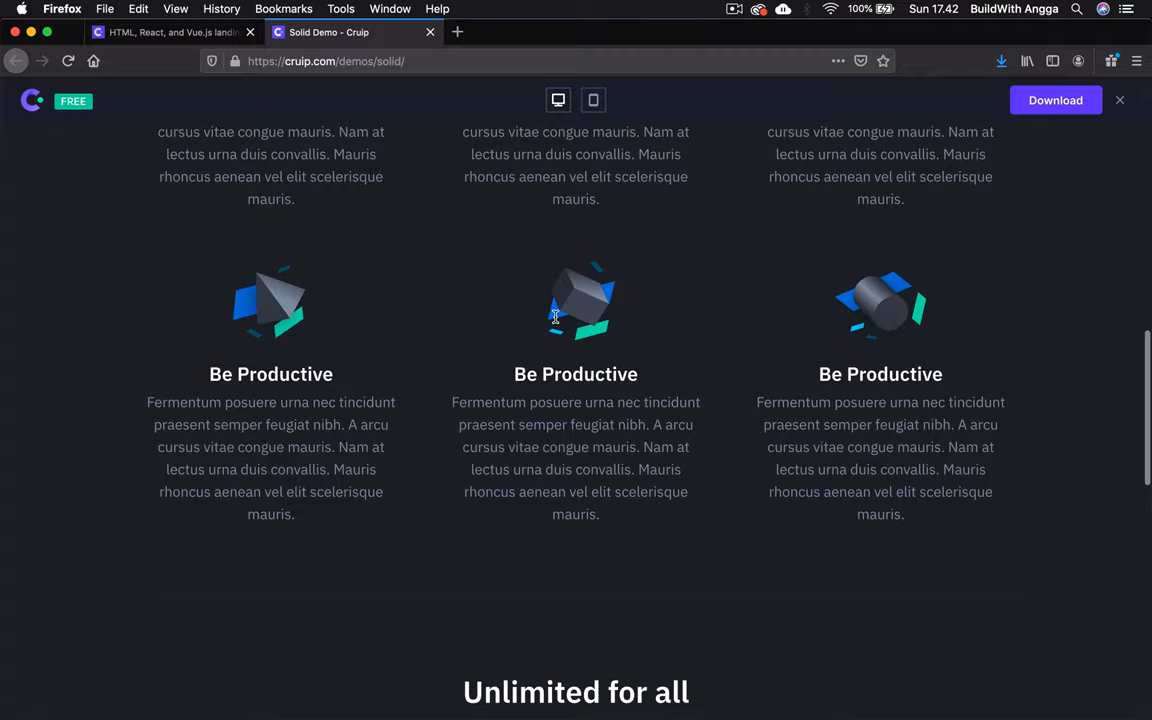 Firefox File Edit View History Bookmarks Tools Window Help 100% Sun 17.42 BuildWith Angga
HTML, React, and Vue.js landin
Solid Demo - Cruip
https://cruip.com/demos/solid/
FREE
Download
cursus vitae congue mauris. Nam at
lectus urna duis convallis. Mauris
rhoncus aenean vel elit scelerisque
mauris.
cursus vitae congue mauris. Nam at
lectus urna duis convallis. Mauris
rhoncus aenean vel elit scelerisque
mauris.
cursus vitae congue mauris. Nam at
lectus urna duis convallis. Mauris
rhoncus aenean vel elit scelerisque
mauris.
Be Productive
Fermentum posuere urna nec tincidunt
praesent semper feugiat nibh. A arcu
cursus vitae congue mauris. Nam at
lectus urna duis convallis. Mauris
rhoncus aenean vel elit scelerisque
mauris.
Be Productive
Fermentum posuere urna nec tincidunt
praesent semper feugiat nibh. A arcu
cursus vitae congue mauris. Nam at
lectus urna duis convallis. Mauris
rhoncus aenean vel elit scelerisque
mauris.
Be Productive
Fermentum posuere urna nec tincidunt
praesent semper feugiat nibh. A arcu
cursus vitae congue mauris. Nam at
lectus urna duis convallis. Mauris
rhoncus aenean vel elit scelerisque
mauris.
Unlimited for all